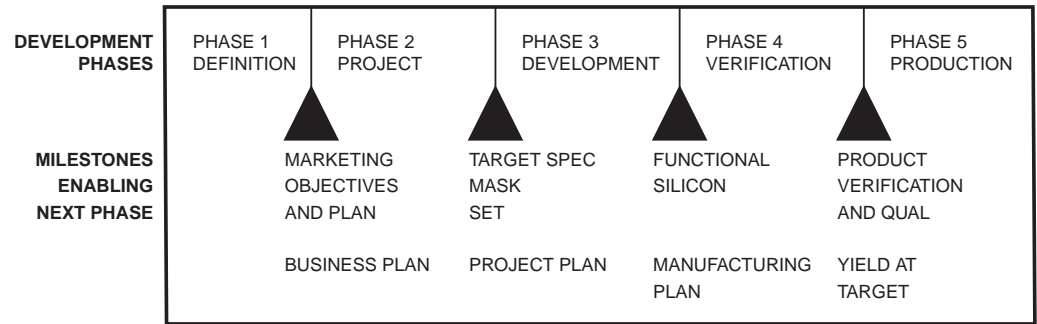 DEVELOPMENT PHASES
PHASE 1 DEFINITION
PHASE 2 PROJECT
PHASE 3 DEVELOPMENT
PHASE 4 VERIFICATION
PHASE 5 PRODUCTION
MILESTONES ENABLING NEXT PHASE
MARKETING OBJECTIVES AND PLAN
BUSINESS PLAN
TARGET SPEC MASK SET
PROJECT PLAN
FUNCTIONAL SILICON
MANUFACTURING PLAN
PRODUCT VERIFICATION AND QUAL
YIELD AT TARGET